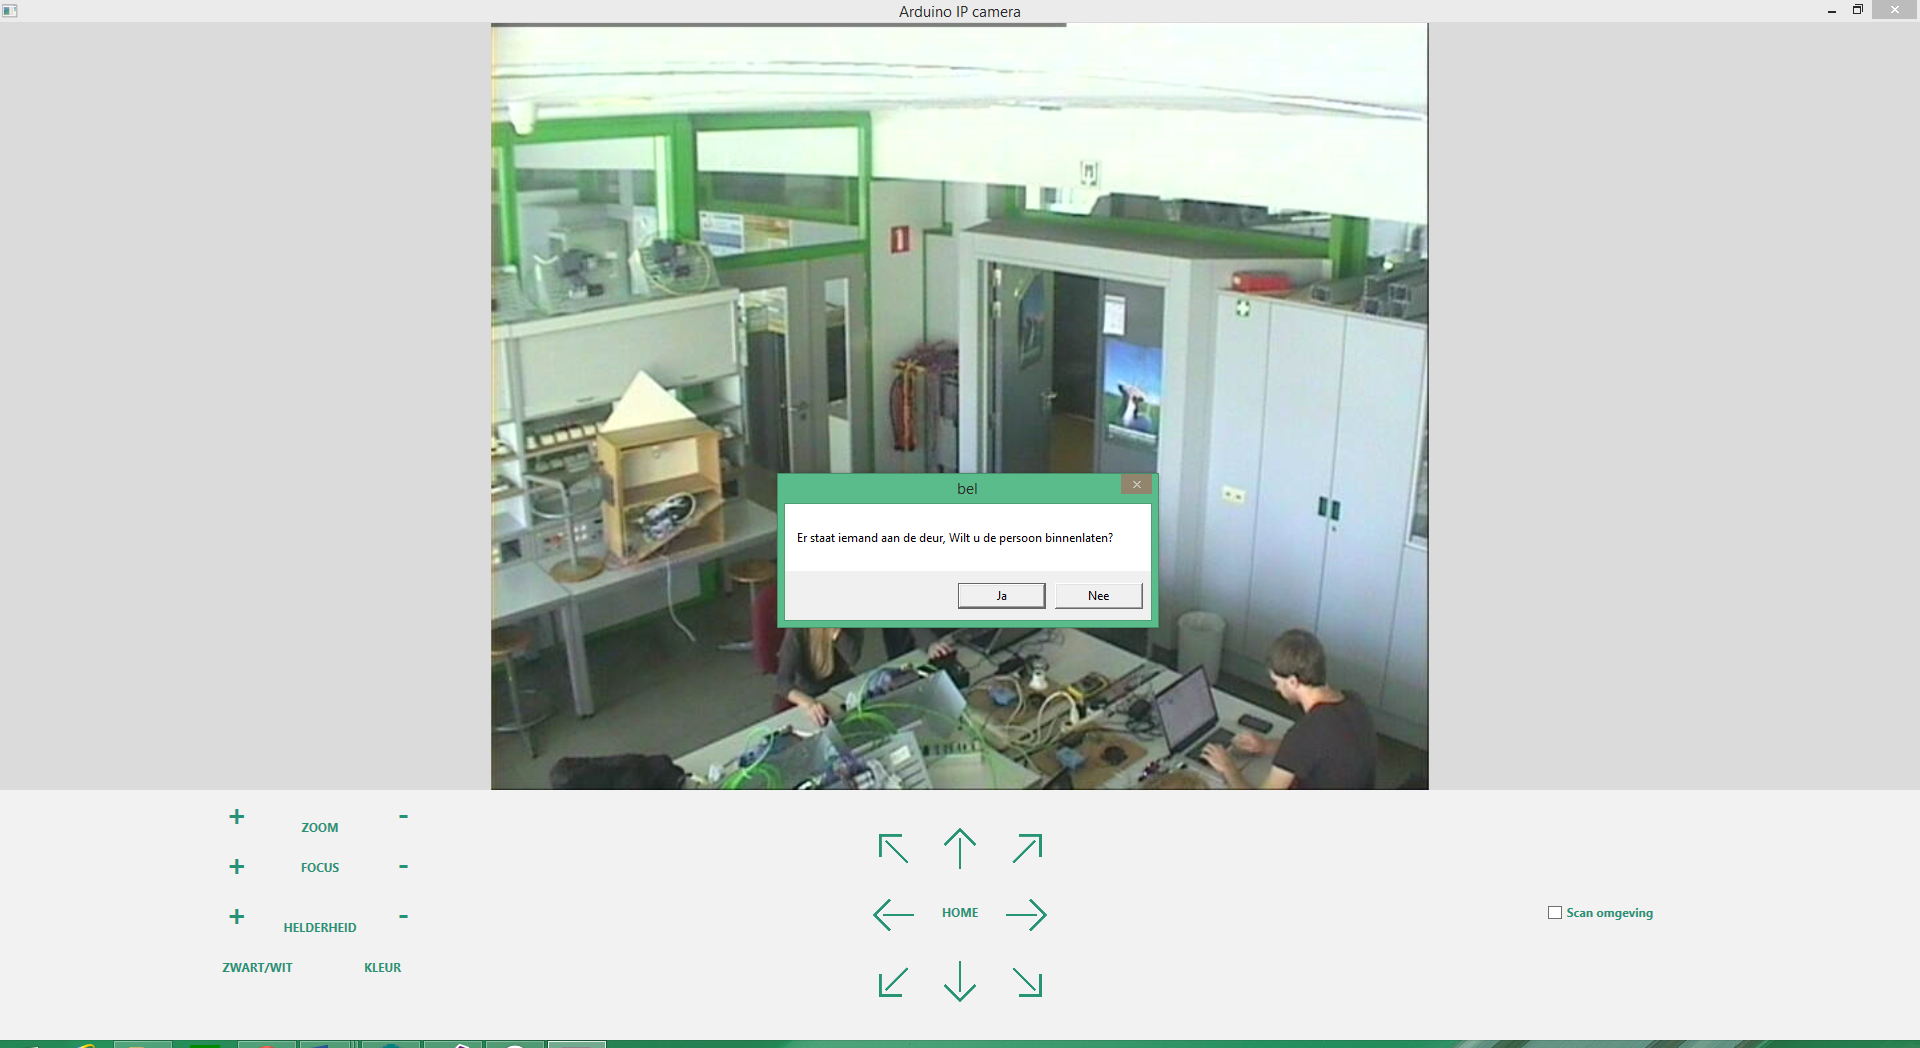 Arduino IP camera
bel
Er staat iemand aan de deur, Wilt u de persoon binnenlaten?
Ja
Nee
+ ZOOM -
+ FOCUS -
+ HELDERHEID -
ZWART/WIT KLEUR
HOME
Scan omgeving